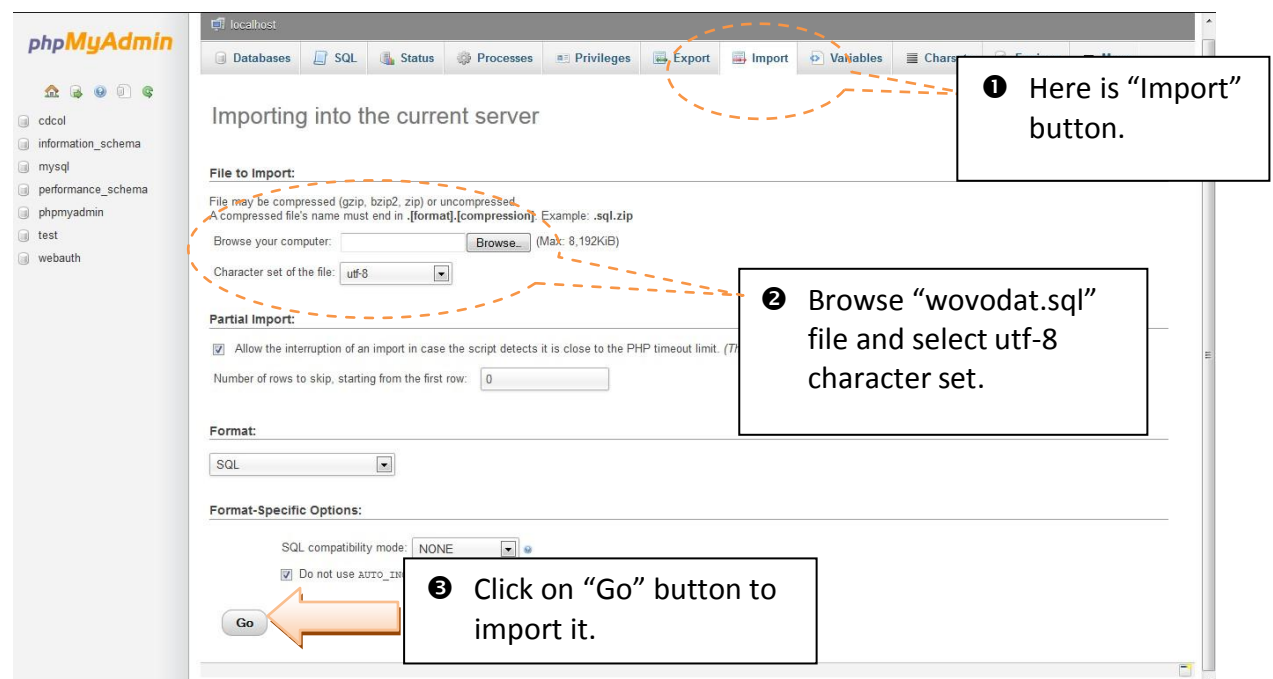 phpMyAdmin
localhost
Databases SQL Status Processes Privileges Export Import Variables
cdcol
information_schema
mysql
performance_schema
phpmyadmin
test
webauth
Importing into the current server
❶ Here is “Import”
button.
File to Import:
File may be compressed (gzip, bzip2, zip) or uncompressed.
A compressed file's name must end in .[format].[compression]. Example: .sql.zip
Browse your computer: Browse... (Max: 8,192KiB)
Character set of the file: utf-8
❷ Browse “wovodat.sql”
file and select utf-8
character set.
Partial Import:
Allow the interruption of an import in case the script detects it is close to the PHP timeout limit.
Number of rows to skip, starting from the first row: 0
Format:
SQL
Format-Specific Options:
SQL compatibility mode: NONE
Do not use
❸ Click on “Go” button to
import it.
Go